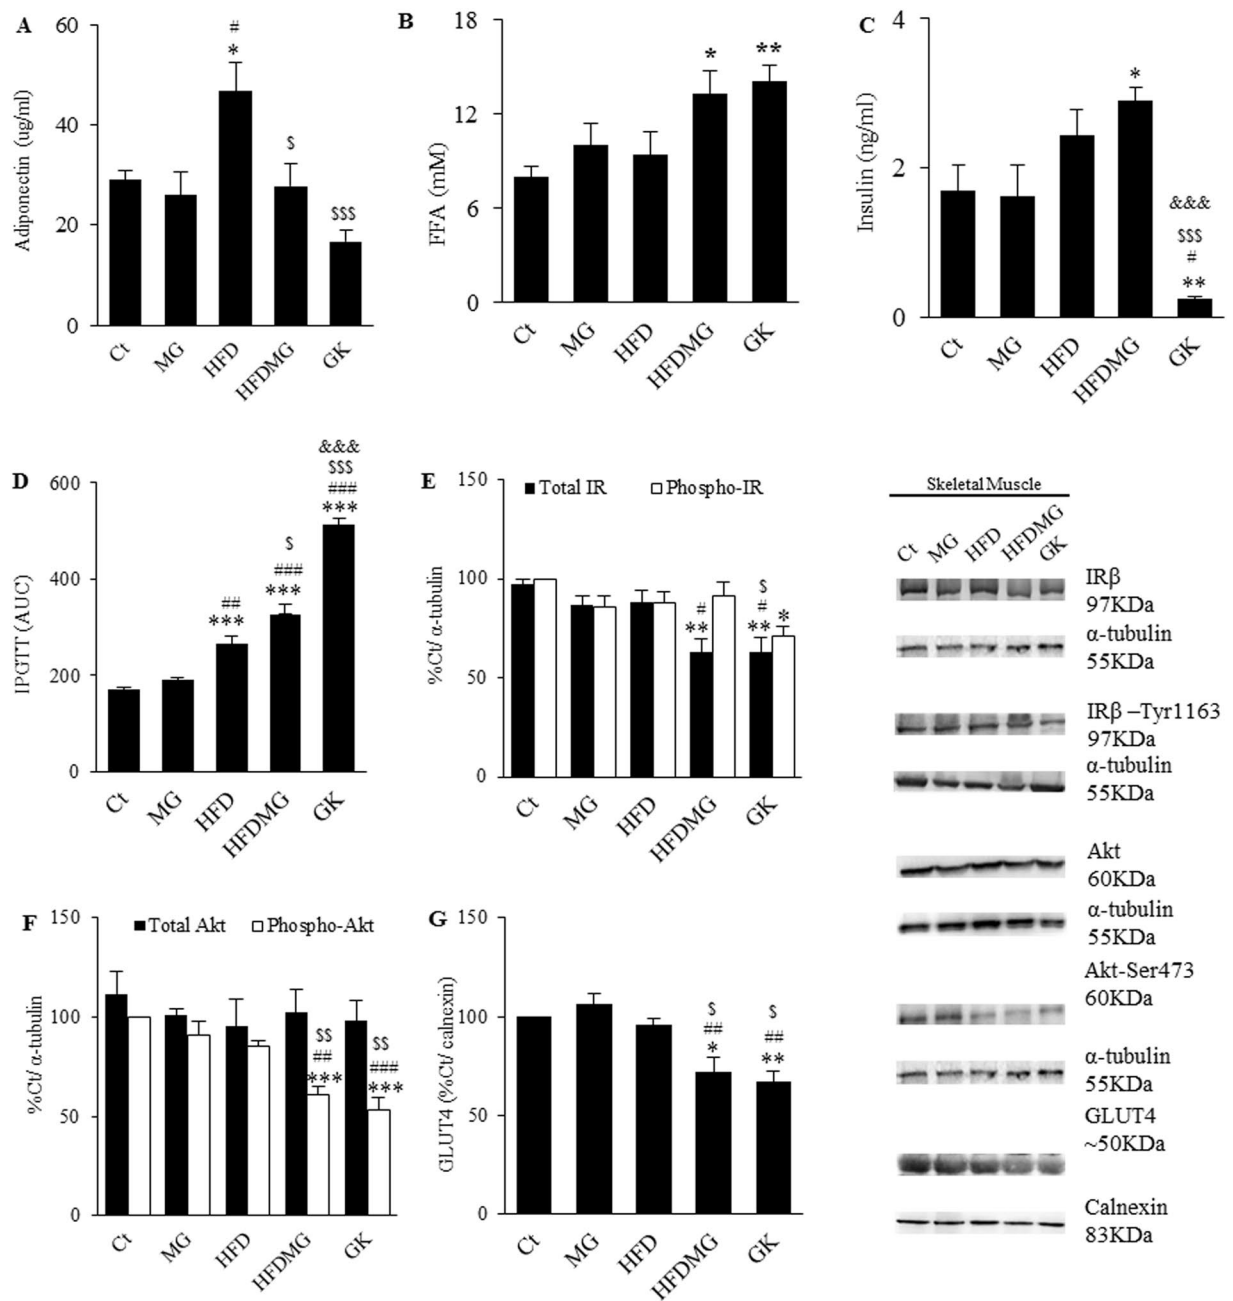 A
Adiponectin (ug/ml)
60
40
20
0
#
*
$
$$$
Ct
MG
HFD
HFDMG
GK
B
FFA (mM)
18
12
6
0
*
**
Ct
MG
HFD
HFDMG
GK
C
Insulin (ng/ml)
4
2
0
*
&&&
$$$
#
**
Ct
MG
HFD
HFDMG
GK
D
IPGTT (AUC)
600
400
200
0
##
***
$
###
***
&&&
$$$
###
***
Ct
MG
HFD
HFDMG
GK
E
%Ct/ α-tubulin
150
100
50
0
Total IR
Phospho-IR
#
**
$
#
**
*
Ct
MG
HFD
HFDMG
GK
F
%Ct/ α-tubulin
150
100
50
0
Total Akt
Phospho-Akt
$$
##
***
$$
###
***
Ct
MG
HFD
HFDMG
GK
G
GLUT4 (%Ct/ calnexin)
150
100
50
0
$
##
*
$
##
**
Ct
MG
HFD
HFDMG
GK
Skeletal Muscle
Ct
MG
HFD
HFDMG
GK
IRβ
97KDa
α-tubulin
55KDa
IRβ –Tyr1163
97KDa
α-tubulin
55KDa
Akt
60KDa
α-tubulin
55KDa
Akt-Ser473
60KDa
α-tubulin
55KDa
GLUT4
~50KDa
Calnexin
83KDa